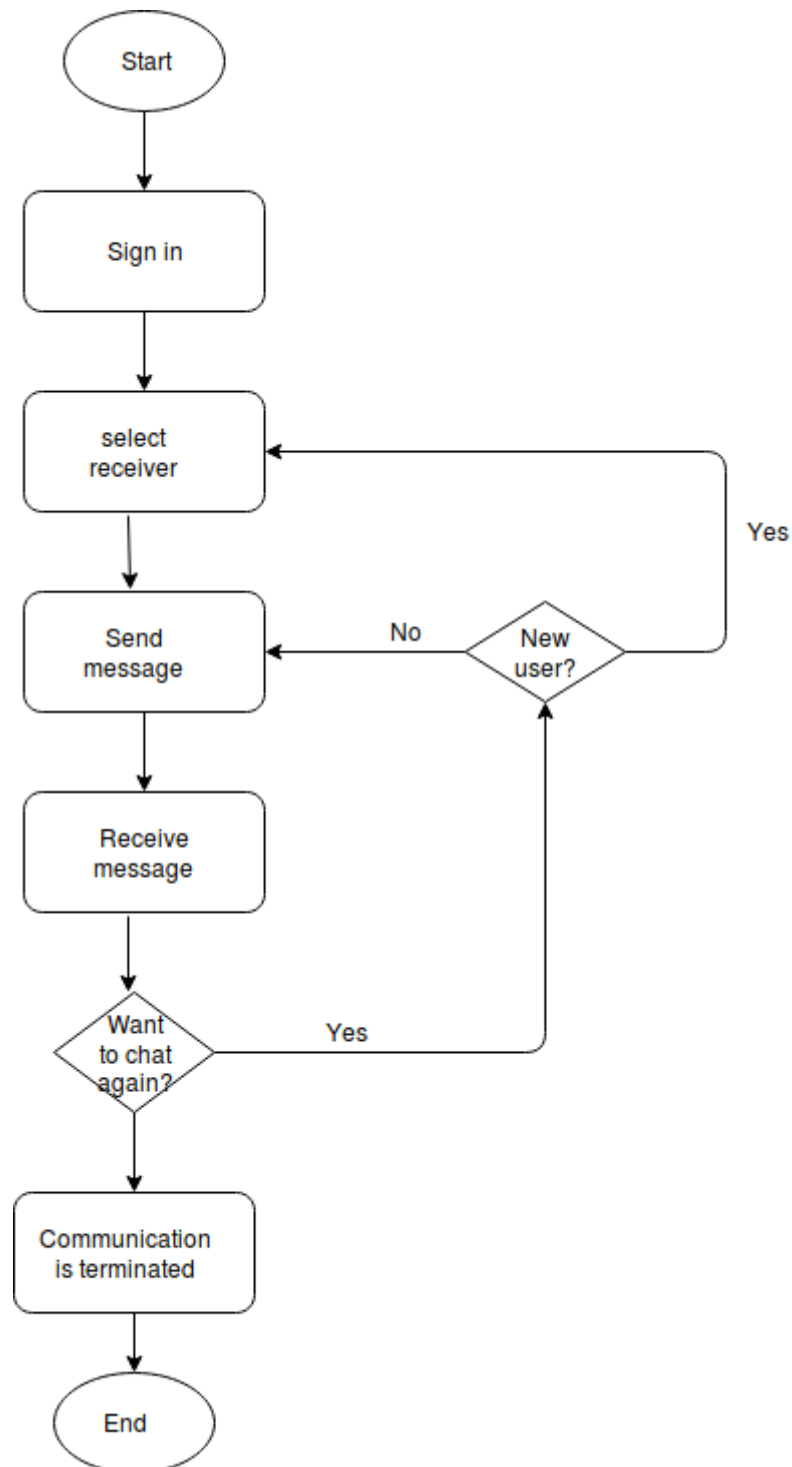 Start
Sign in
select
receiver
Yes
Send
message
No
New
user?
Receive
message
Want
to chat
again?
Yes
Communication
is terminated
End